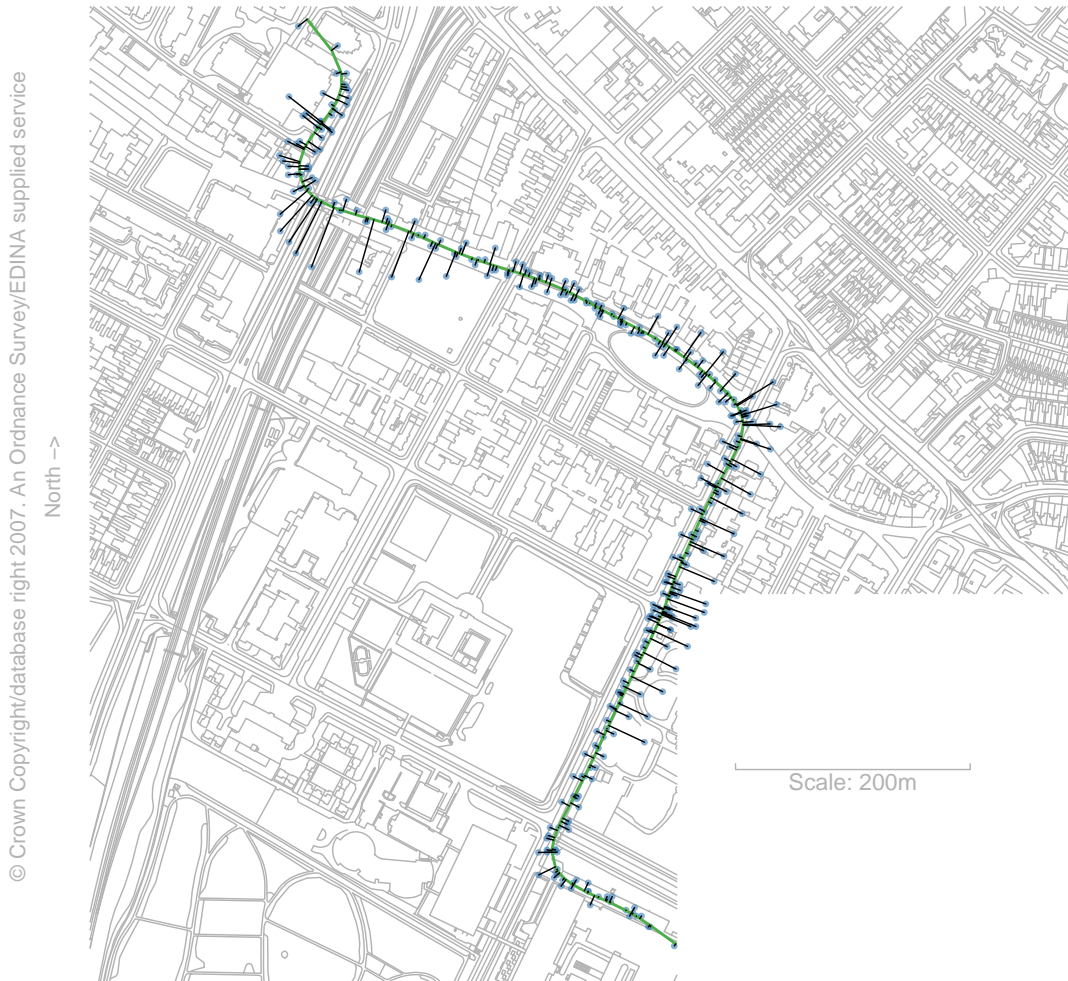 © Crown Copyright/database right 2007. An Ordnance Survey/EDINA supplied service
North −>
Scale: 200m